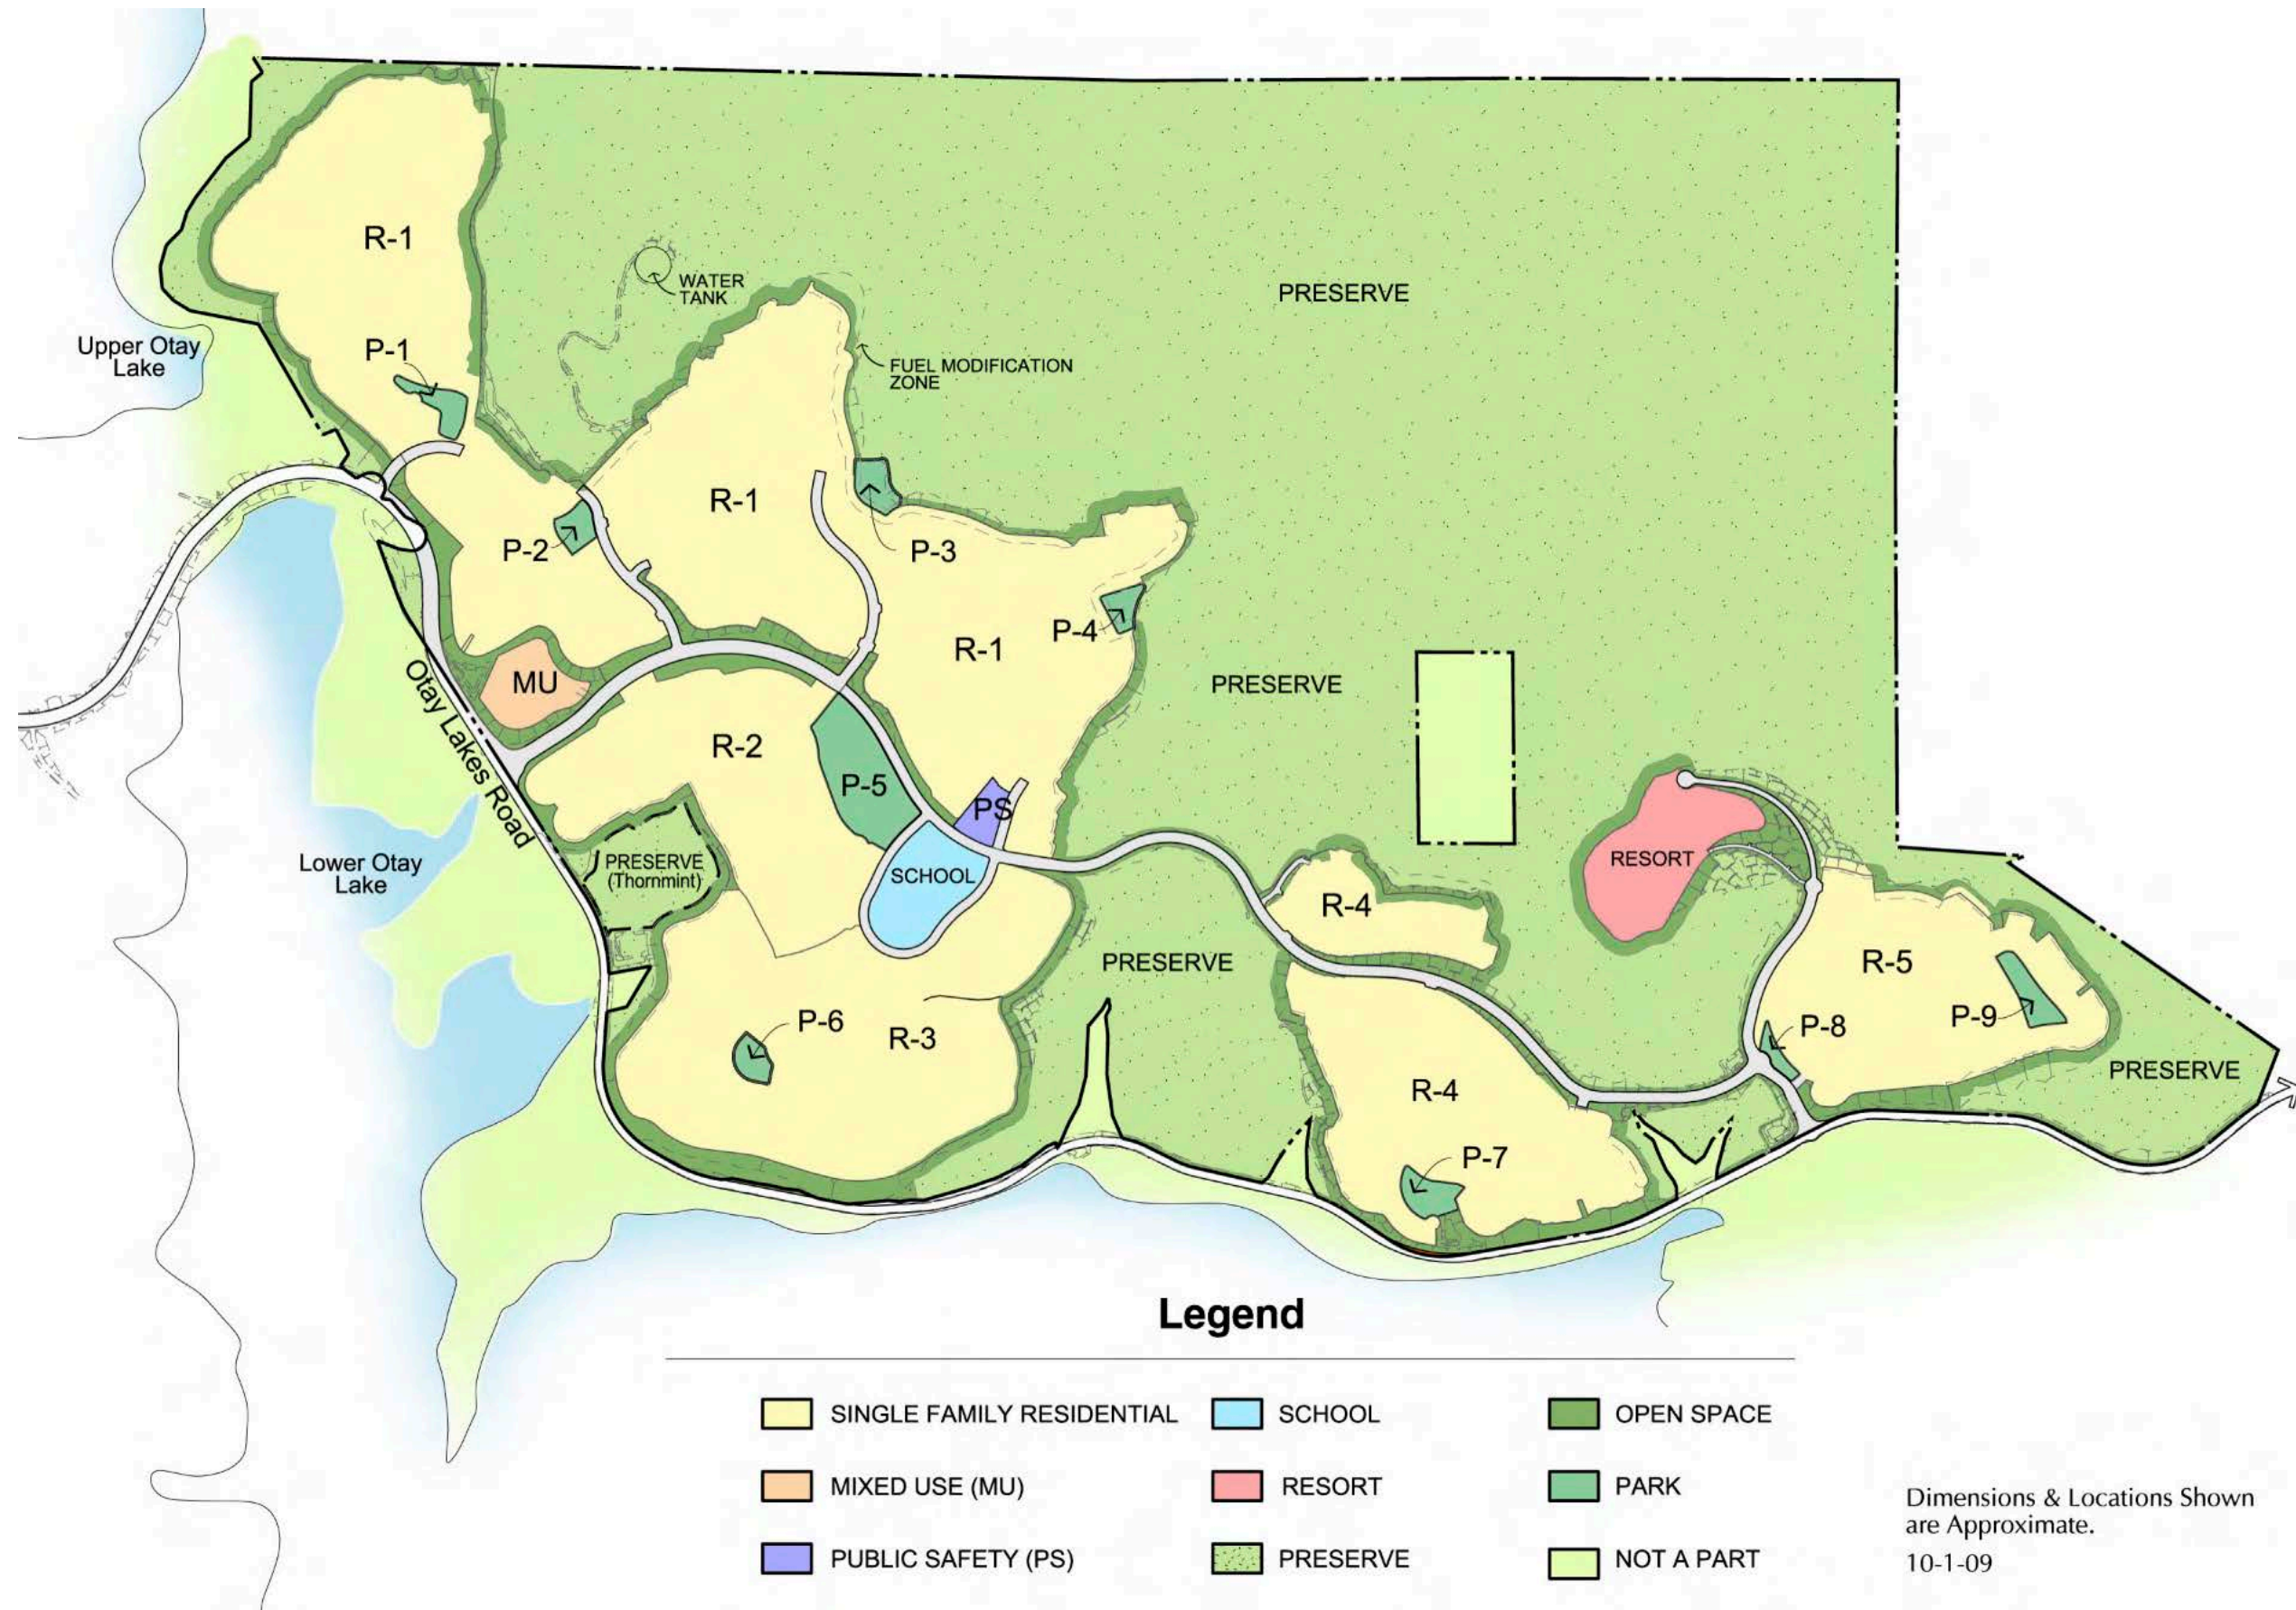 R-1
WATER
TANK
PRESERVE
Upper Otay
Lake
P-1
FUEL MODIFICATION
ZONE
R-1
P-2
P-3
P-4
R-1
MU
PRESERVE
Otay Lakes Road
R-2
P-5
PS
Lower Otay
Lake
PRESERVE
(Thornmint)
SCHOOL
RESORT
R-4
PRESERVE
R-5
P-6
R-3
P-9
P-8
R-4
PRESERVE
P-7
Legend
SINGLE FAMILY RESIDENTIAL
SCHOOL
OPEN SPACE
MIXED USE (MU)
RESORT
PARK
PUBLIC SAFETY (PS)
PRESERVE
NOT A PART
Dimensions & Locations Shown
are Approximate.
10-1-09